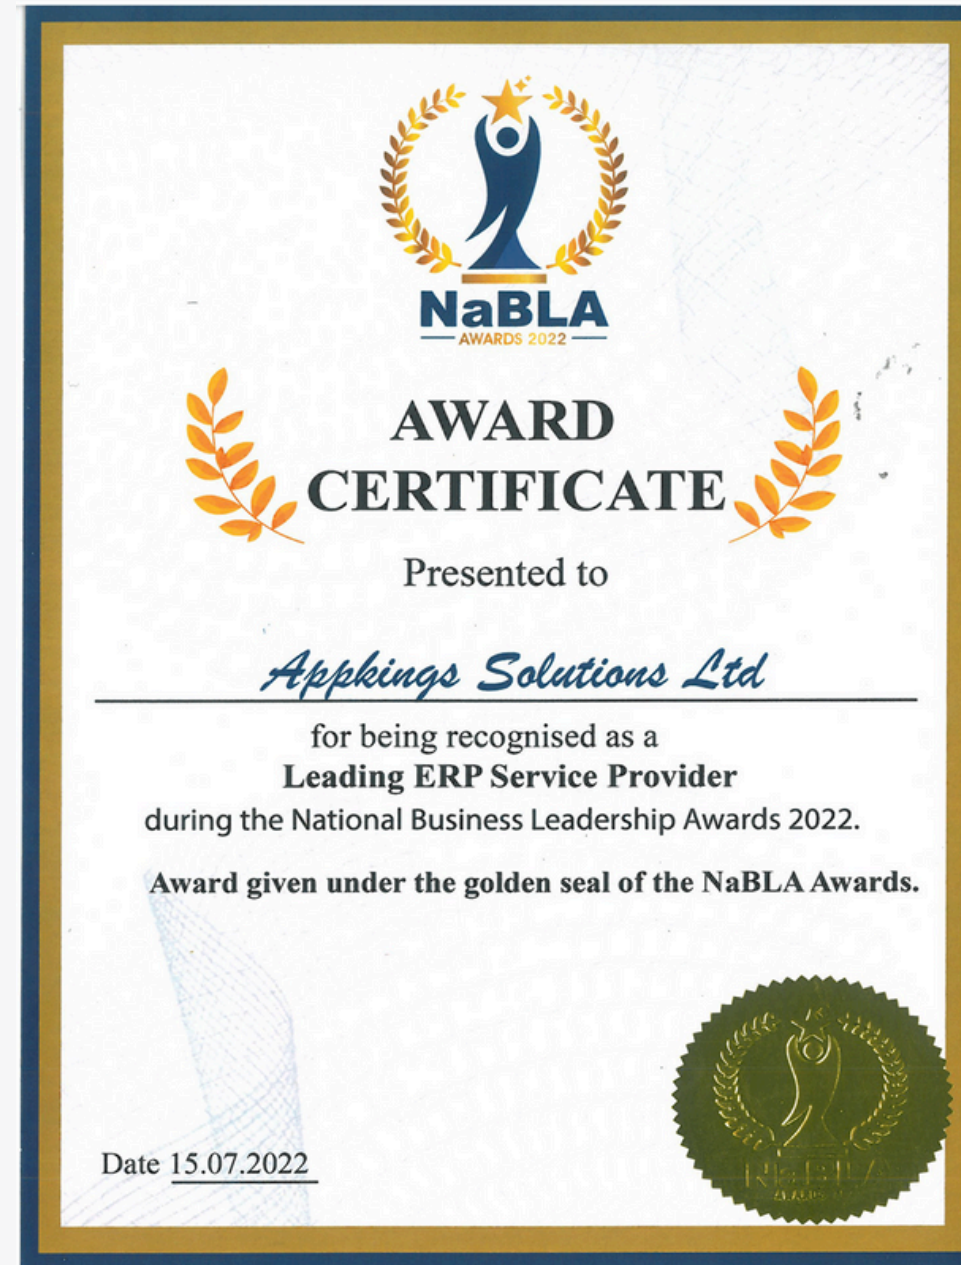 NaBLA
AWARDS 2022
AWARD
CERTIFICATE
Presented to
Appkings Solutions Ltd
for being recognised as a
Leading ERP Service Provider
during the National Business Leadership Awards 2022.
Award given under the golden seal of the NaBLA Awards.
Date 15.07.2022
NaBLA